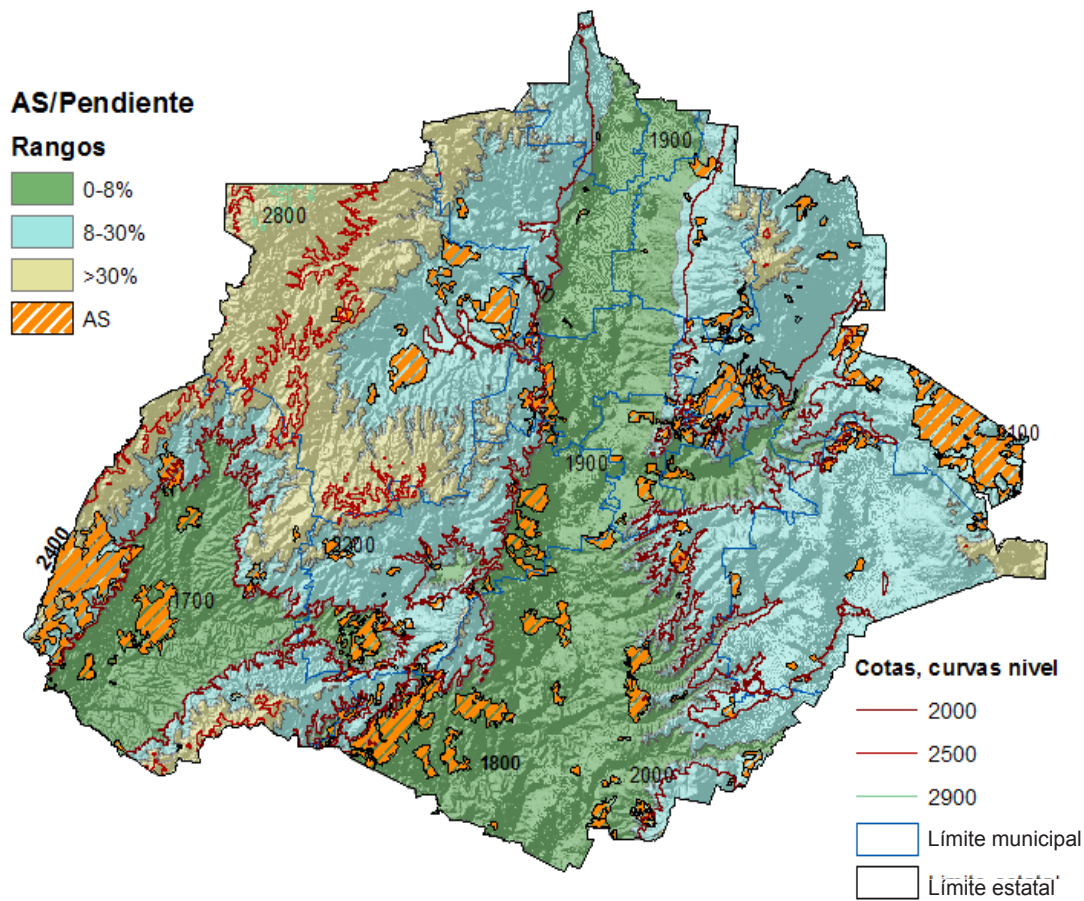 AS/Pendiente
Rangos
0-8%
8-30%
>30%
AS
1900
2800
1900
2400
1700
1800
2000
Cotas, curvas nivel
2000
2500
2900
Límite municipal
Límite estatal